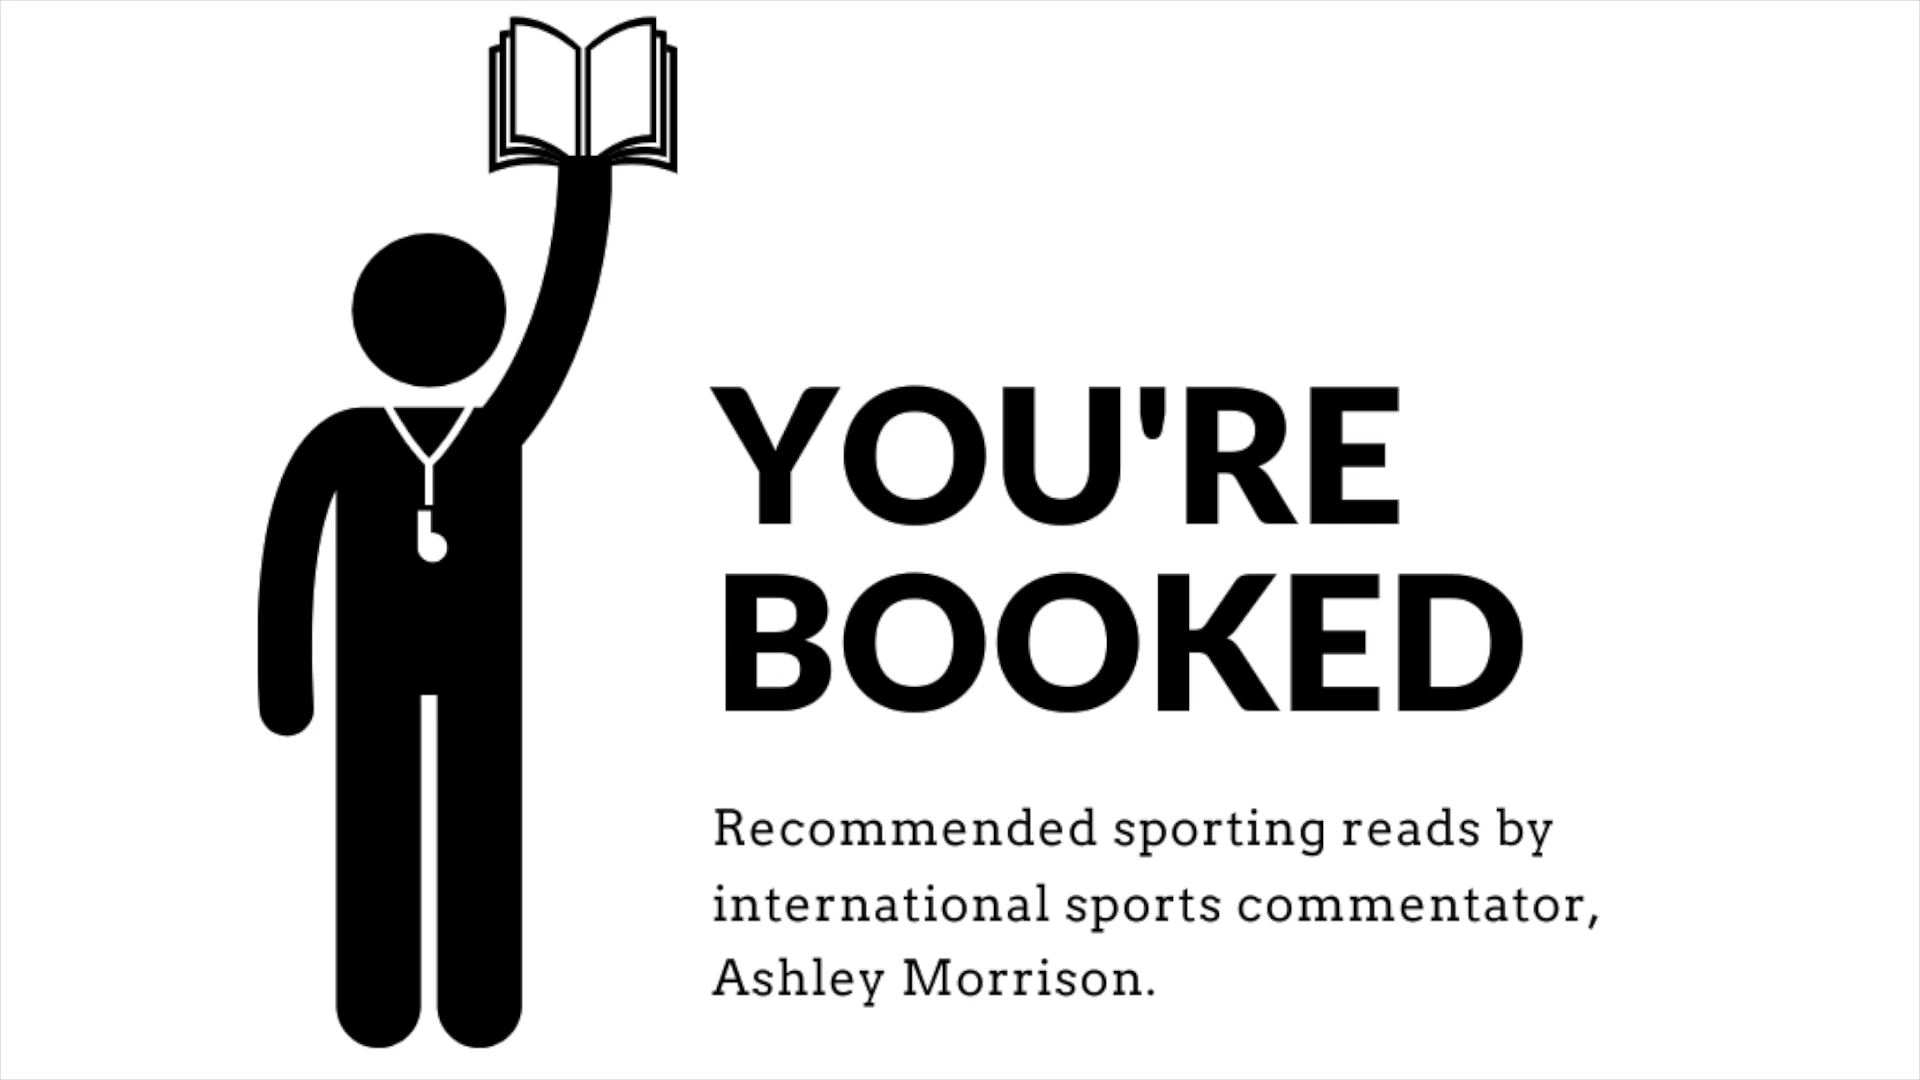 YOU'RE
BOOKED
Recommended sporting reads by
international sports commentator,
Ashley Morrison.